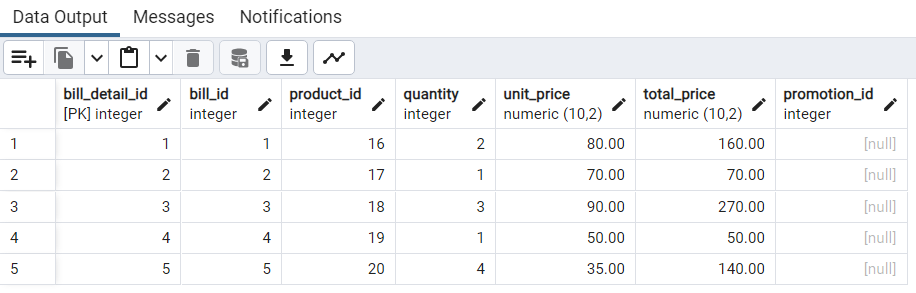 Data Output Messages Notifications
bill_detail_id bill_id product_id quantity unit_price total_price promotion_id
[PK] integer integer integer integer numeric (10,2) numeric (10,2) integer
1 1 1 16 2 80.00 160.00 [null]
2 2 2 17 1 70.00 70.00 [null]
3 3 3 18 3 90.00 270.00 [null]
4 4 4 19 1 50.00 50.00 [null]
5 5 5 20 4 35.00 140.00 [null]